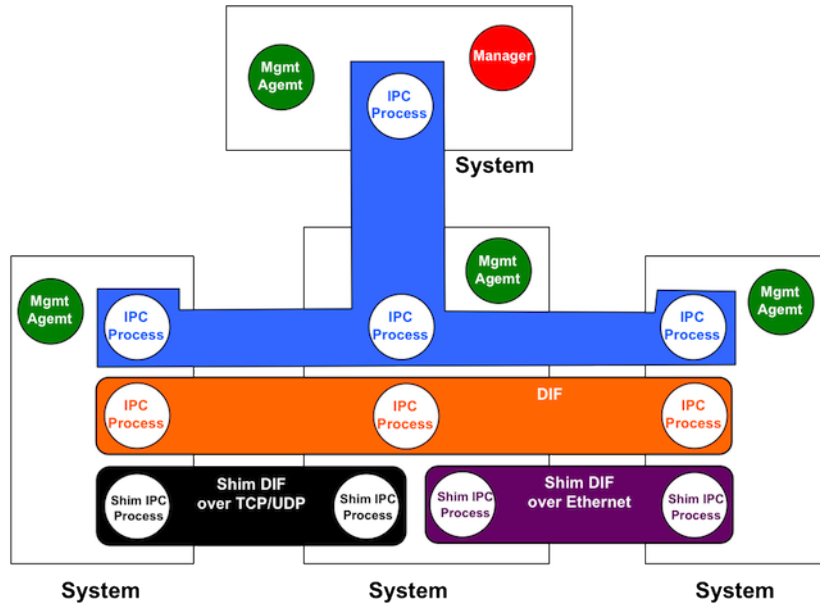 Manager
Mgmt
Agemt
IPC
Process
System
Mgmt
Agemt
Mgmt
Agemt
Mgmt
Agemt
IPC
Process
IPC
Process
IPC
Process
DIF
IPC
Process
IPC
Process
IPC
Process
Shim DIF
over TCP/UDP
Shim DIF
over Ethernet
Shim IPC
Process
Shim IPC
Process
Shim IPC
Process
Shim IPC
Process
System
System
System